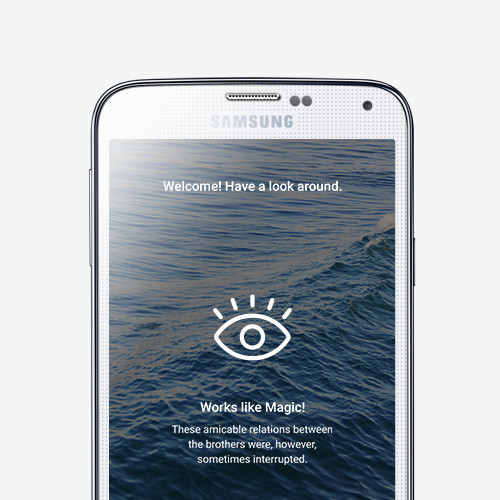 SAMSUNG
Welcome! Have a look around.
Works like Magic!
These amicable relations between
the brothers were, however,
sometimes interrupted.